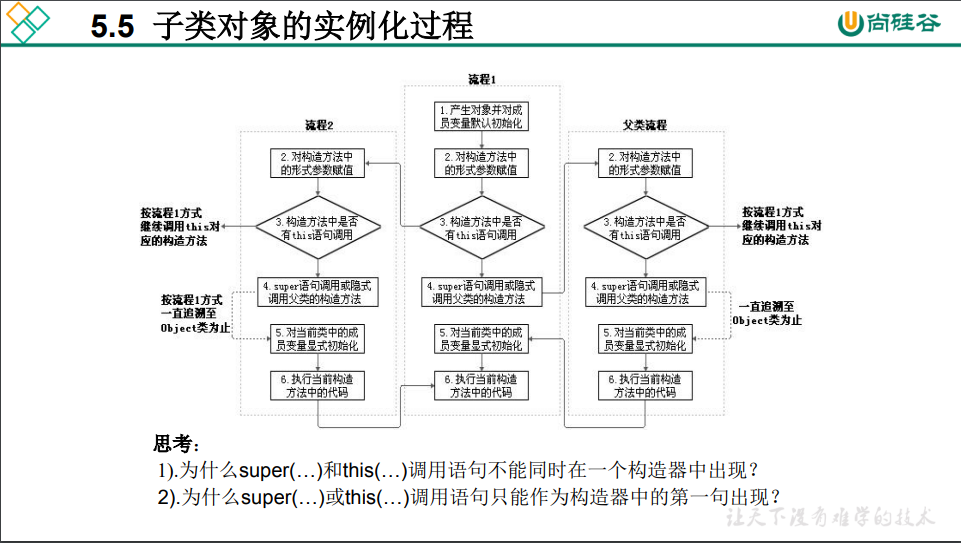 5.5 子类对象的实例化过程
尚硅谷
流程1
1.产生对象并对成
员变量默认初始化
2.对构造方法中
的形式参数赋值
3.构造方法中是否
有this语句调用
4.super语句调用或隐式
调用父类的构造方法
5.对当前类中的成
员变量显式初始化
6.执行当前构造
方法中的代码
流程2
2.对构造方法中
的形式参数赋值
3.构造方法中是否
有this语句调用
按流程1方式
继续调用this对
应的构造方法
4.super语句调用或隐式
调用父类的构造方法
按流程1方式
一直追溯至
Object类为止
5.对当前类中的成
员变量显式初始化
6.执行当前构造
方法中的代码
父类流程
2.对构造方法中
的形式参数赋值
3.构造方法中是否
有this语句调用
按流程1方式
继续调用this对
应的构造方法
4.super语句调用或隐式
调用父类的构造方法
一直追溯至
Object类为止
5.对当前类中的成
员变量显式初始化
6.执行当前构造
方法中的代码
思考：
1).为什么super(…)和this(…)调用语句不能同时在一个构造器中出现？
2).为什么super(…)或this(…)调用语句只能作为构造器中的第一句出现？
让天下没有难学的技术